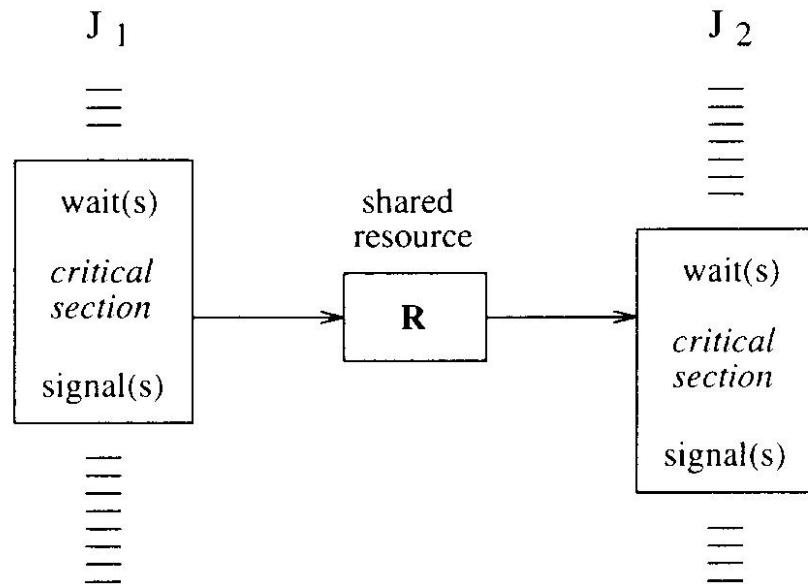 J 1
J 2
wait(s)
critical
section
signal(s)
shared
resource
R
wait(s)
critical
section
signal(s)